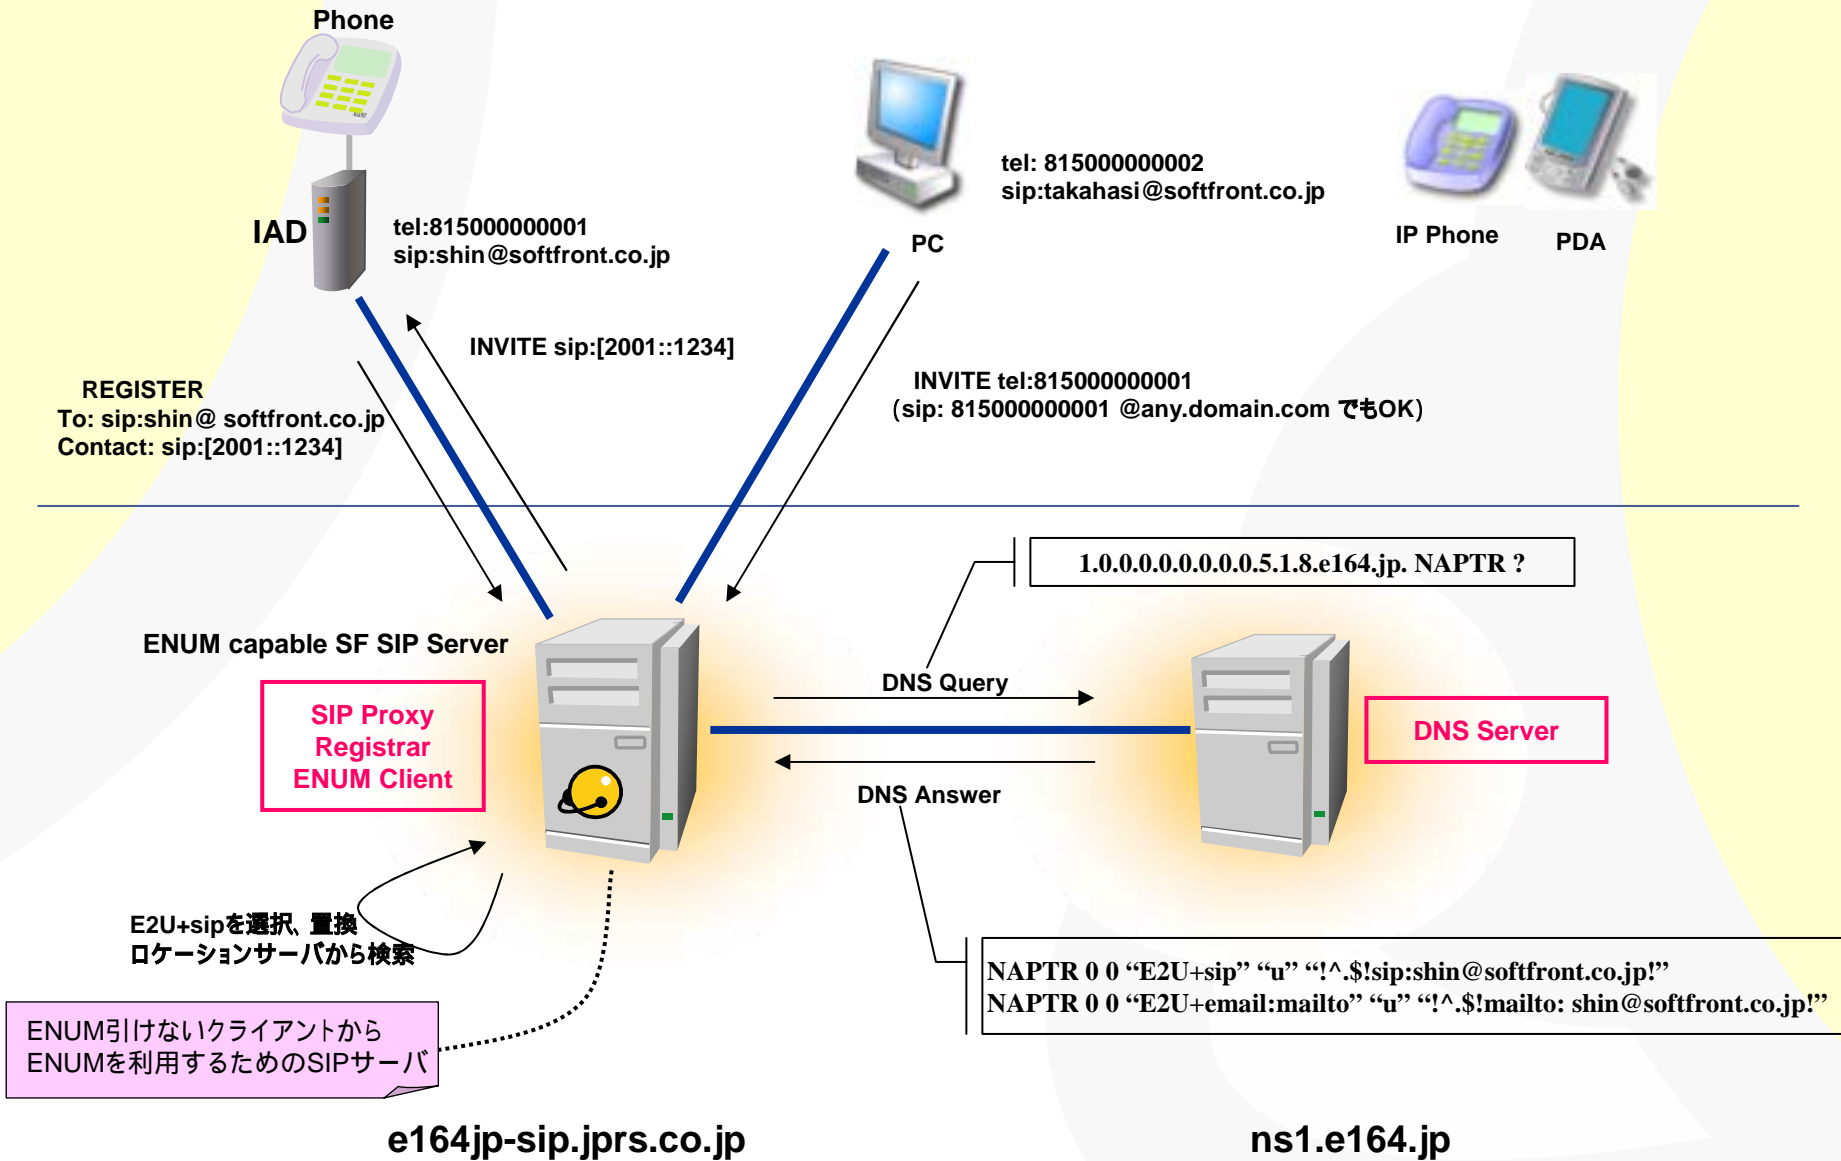 Phone
IAD
tel:815000000001
sip:shin@softfront.co.jp
PC
tel: 815000000002
sip:takahasi@softfront.co.jp
IP Phone
PDA
INVITE sip:[2001::1234]
REGISTER
To: sip:shin@ softfront.co.jp
Contact: sip:[2001::1234]
INVITE tel:815000000001
(sip: 815000000001 @any.domain.com でもOK)
1.0.0.0.0.0.0.0.0.5.1.8.e164.jp. NAPTR ?
ENUM capable SF SIP Server
SIP Proxy
Registrar
ENUM Client
DNS Query
DNS Server
DNS Answer
E2U+sipを選択、置換
ロケーションサーバから検索
NAPTR 0 0 “E2U+sip” “u” “!^.$!sip:shin@softfront.co.jp!”
NAPTR 0 0 “E2U+email:mailto” “u” “!^.$!mailto: shin@softfront.co.jp!”
ENUM引けないクライアントから
ENUMを利用するためのSIPサーバ
e164jp-sip.jprs.co.jp
ns1.e164.jp